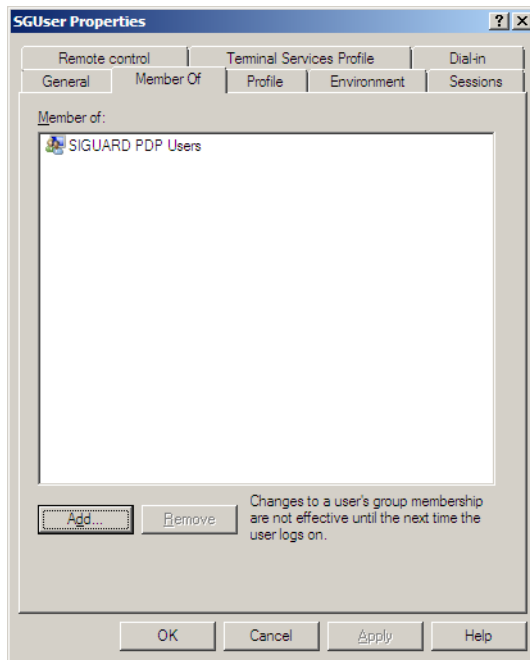 SGUser Properties
Remote control
Terminal Services Profile
Dial-in
General
Member Of
Profile
Environment
Sessions
Member of:
SIGUARD PDP Users
Add...
Remove
Changes to a user's group membership
are not effective until the next time the
user logs on.
OK
Cancel
Apply
Help